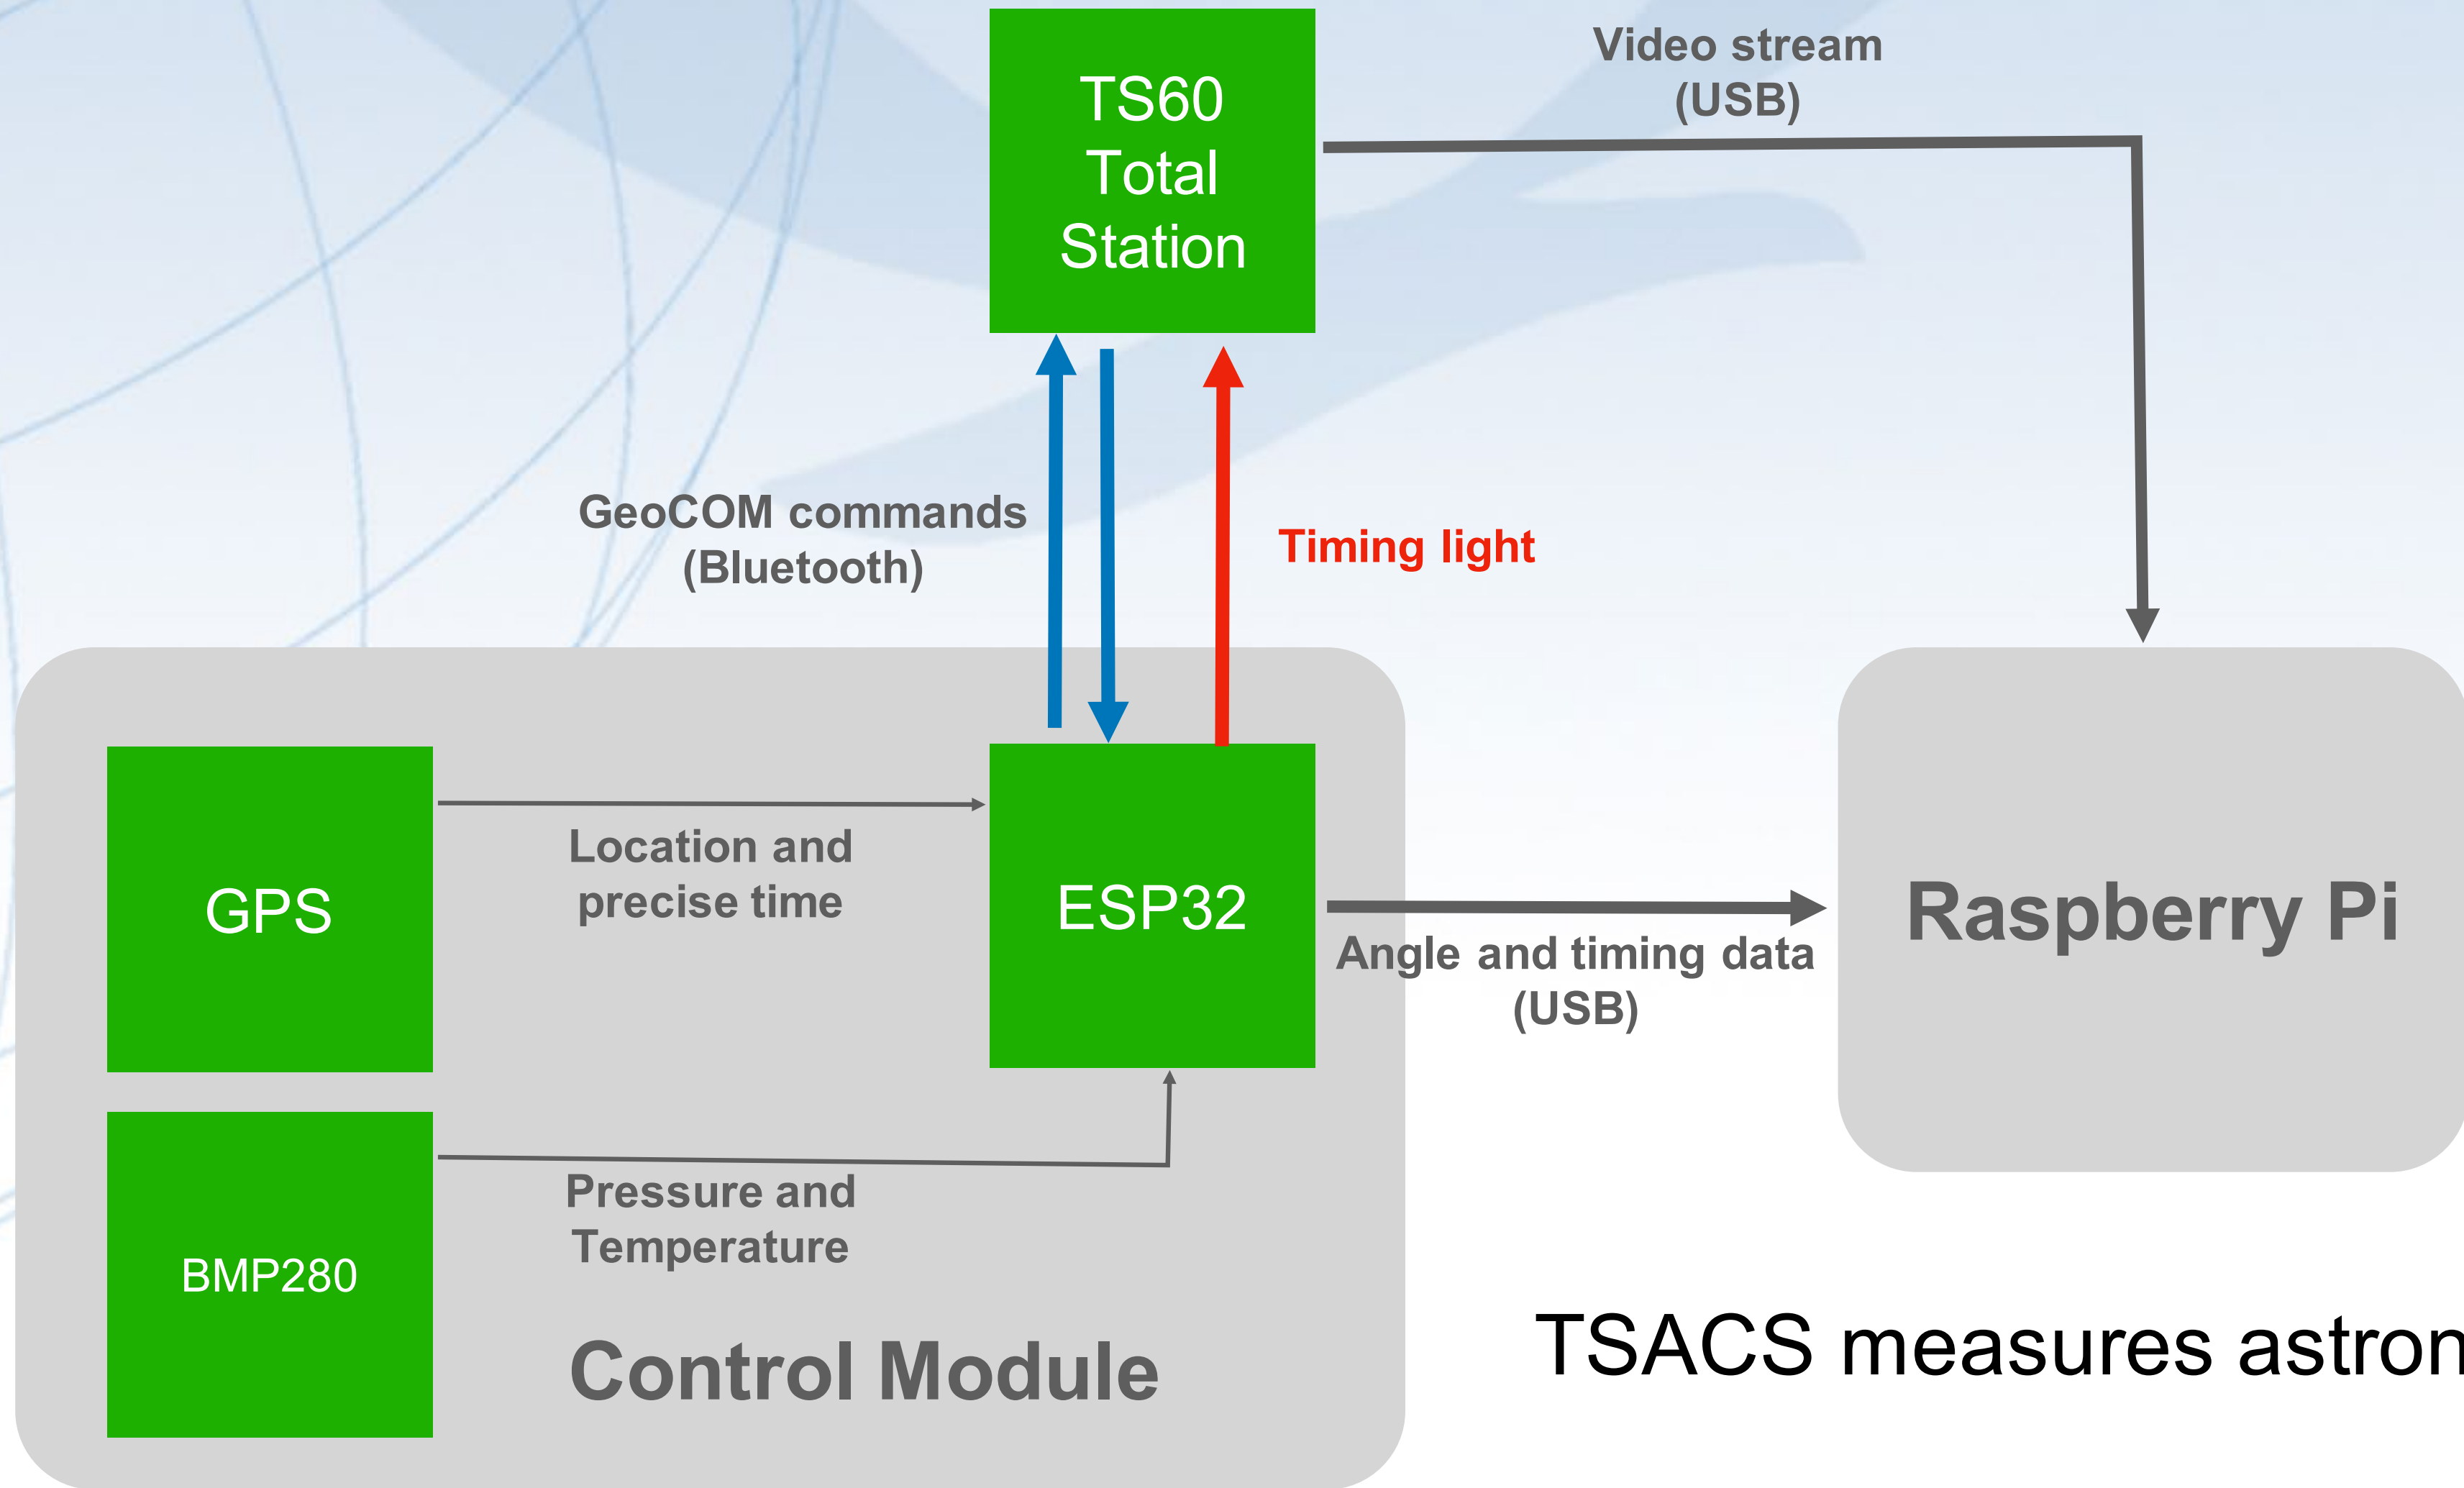 TS60
Total
Station
Video stream
(USB)
GeoCOM commands
(Bluetooth)
Timing light
GPS
Location and
precise time
ESP32
Angle and timing data
(USB)
Raspberry Pi
BMP280
Pressure and
Temperature
Control Module
TSACS measures astron